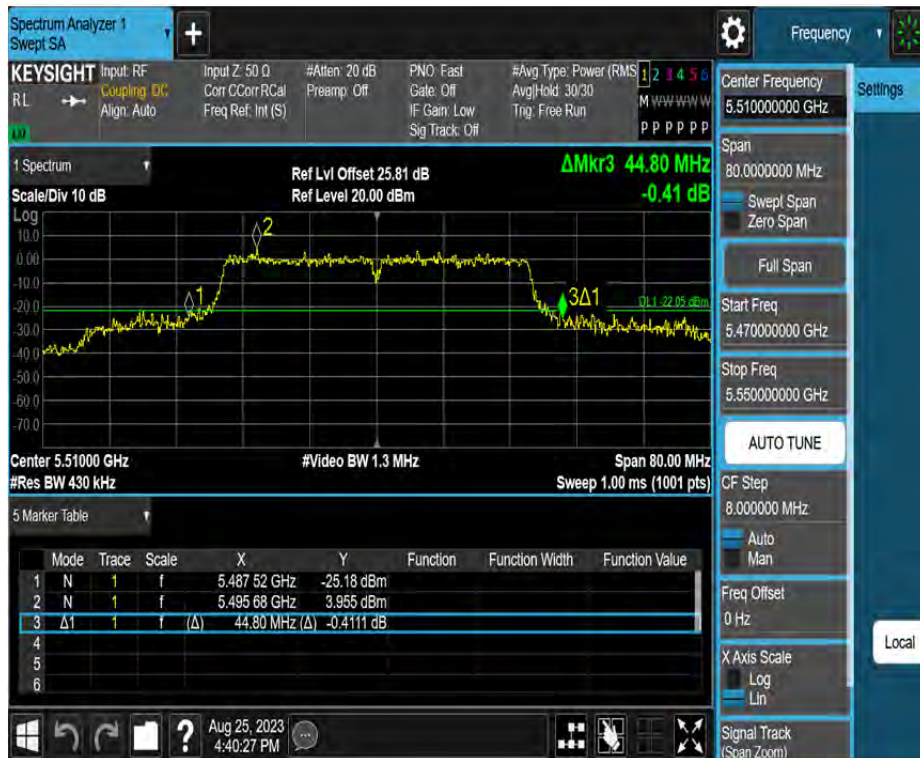 Spectrum Analyzer 1
Swept SA
+
Frequency
KEYSIGHT
RL
LXI
Input: RF
Coupling: DC
Align: Auto
Input Z: 50 Ω
Corr CCorr RCal
Freq Ref: Int (S)
#Atten: 20 dB
Preamp: Off
PNO: Fast
Gate: Off
IF Gain: Low
Sig Track: Off
#Avg Type: Power (RMS
Avg|Hold: 30/30
Trig: Free Run
1 2 3 4 5 6
M W W W W W
P P P P P P
1 Spectrum
Scale/Div 10 dB
Ref Lvl Offset 25.81 dB
Ref Level 20.00 dBm
ΔMkr3 44.80 MHz
-0.41 dB
Log
10.0
0.00
-10.0
-20.0
-30.0
-40.0
-50.0
-60.0
-70.0
2
1
3Δ1
DL1 -22.05 dBm
Center 5.51000 GHz
#Video BW 1.3 MHz
Span 80.00 MHz
#Res BW 430 kHz
Sweep 1.00 ms (1001 pts)
5 Marker Table
Mode Trace Scale X Y Function Function Width Function Value
1 N 1 f 5.487 52 GHz -25.18 dBm
2 N 1 f 5.495 68 GHz 3.955 dBm
3 Δ1 1 f (Δ) 44.80 MHz (Δ) -0.4111 dB
4
5
6
?
Aug 25, 2023
4:40:27 PM
Center Frequency
5.510000000 GHz
Settings
Span
80.0000000 MHz
Swept Span
Zero Span
Full Span
Start Freq
5.470000000 GHz
Stop Freq
5.550000000 GHz
AUTO TUNE
CF Step
8.000000 MHz
Auto
Man
Freq Offset
0 Hz
Local
X Axis Scale
Log
Lin
Signal Track
(Span Zoom)